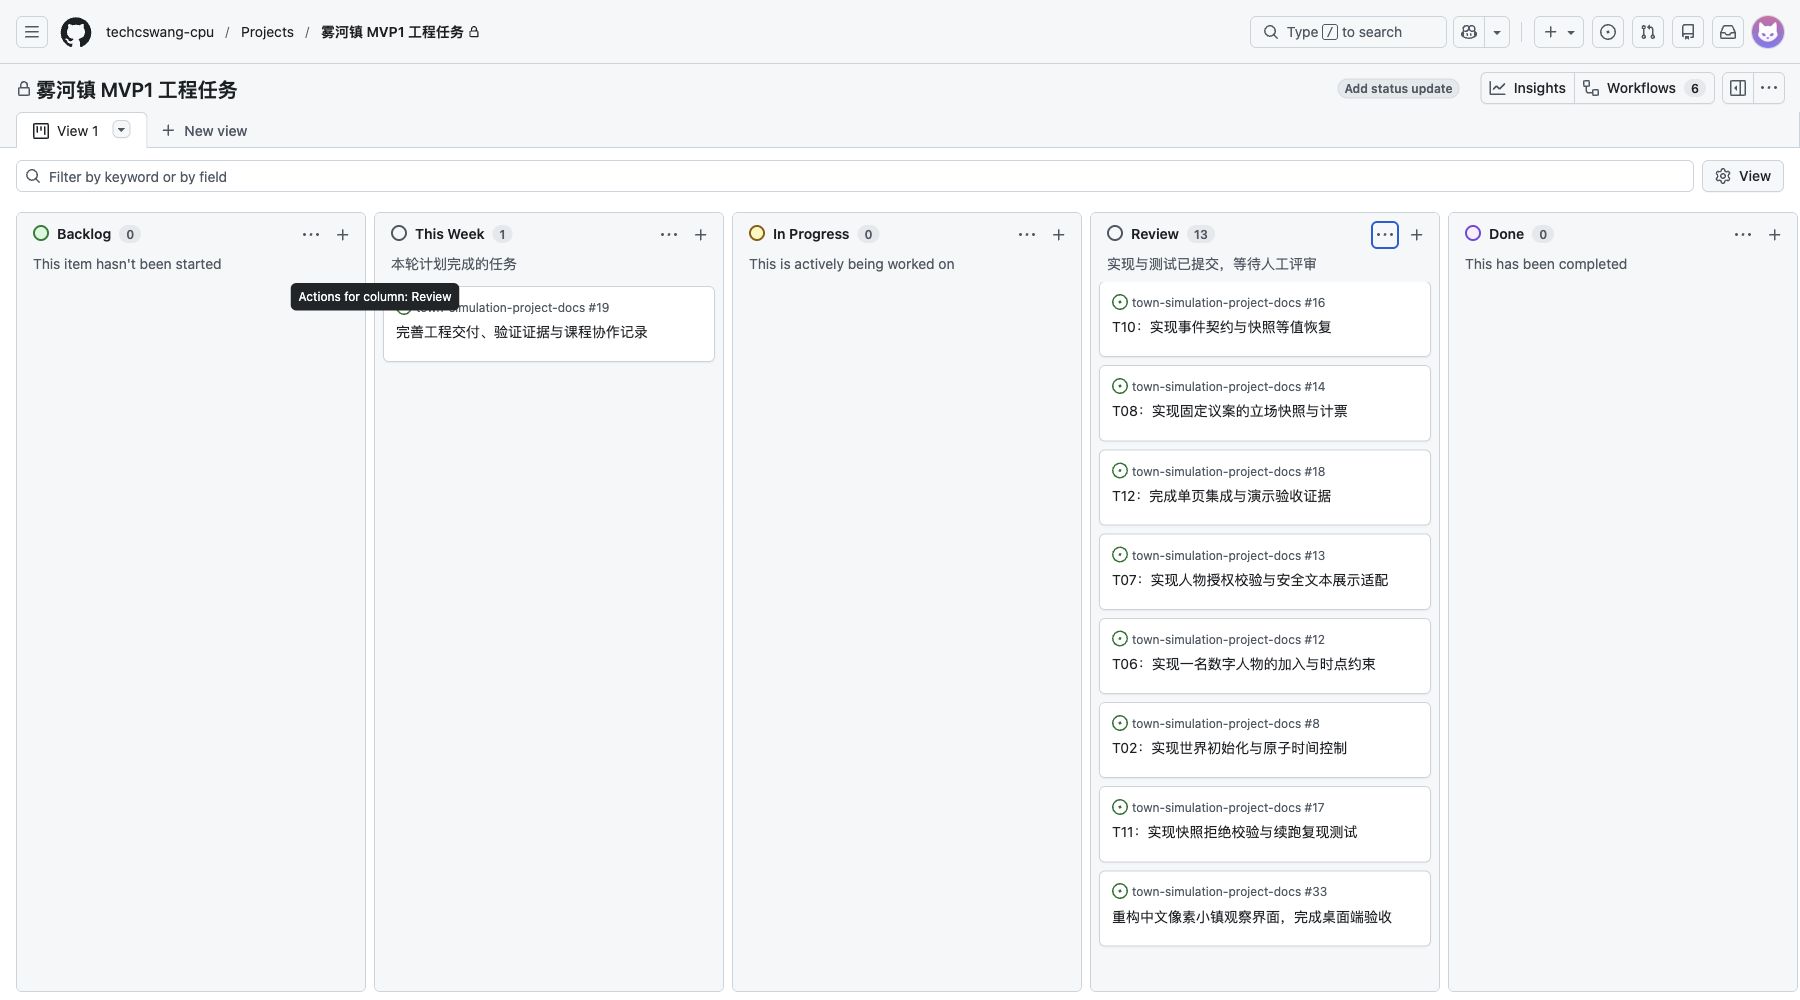 techcswang-cpu / Projects / 雾河镇 MVP1 工程任务
Type / to search
雾河镇 MVP1 工程任务
Add status update
Insights
Workflows 6
View 1
New view
Filter by keyword or by field
View
Backlog 0
This item hasn't been started
This Week 1
本轮计划完成的任务
Actions for column: Review
town-simulation-project-docs #19
完善工程交付、验证证据与课程协作记录
In Progress 0
This is actively being worked on
Review 13
实现与测试已提交，等待人工评审
town-simulation-project-docs #16
T10：实现事件契约与快照等值恢复
town-simulation-project-docs #14
T08：实现固定议案的立场快照与计票
town-simulation-project-docs #18
T12：完成单页集成与演示验收证据
town-simulation-project-docs #13
T07：实现人物授权校验与安全文本展示适配
town-simulation-project-docs #12
T06：实现一名数字人物的加入与时点约束
town-simulation-project-docs #8
T02：实现世界初始化与原子时间控制
town-simulation-project-docs #17
T11：实现快照拒绝校验与续跑复现测试
town-simulation-project-docs #33
重构中文像素小镇观察界面，完成桌面端验收
Done 0
This has been completed